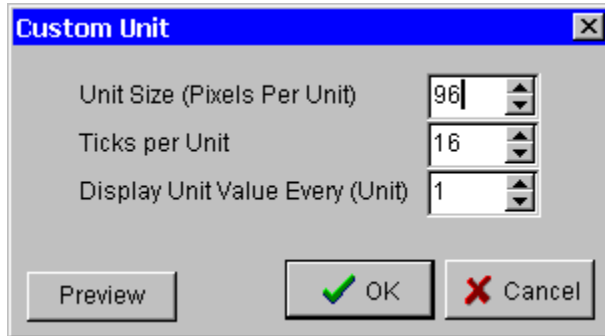 Custom Unit
Unit Size (Pixels Per Unit) 96
Ticks per Unit 16
Display Unit Value Every (Unit) 1
Preview OK Cancel